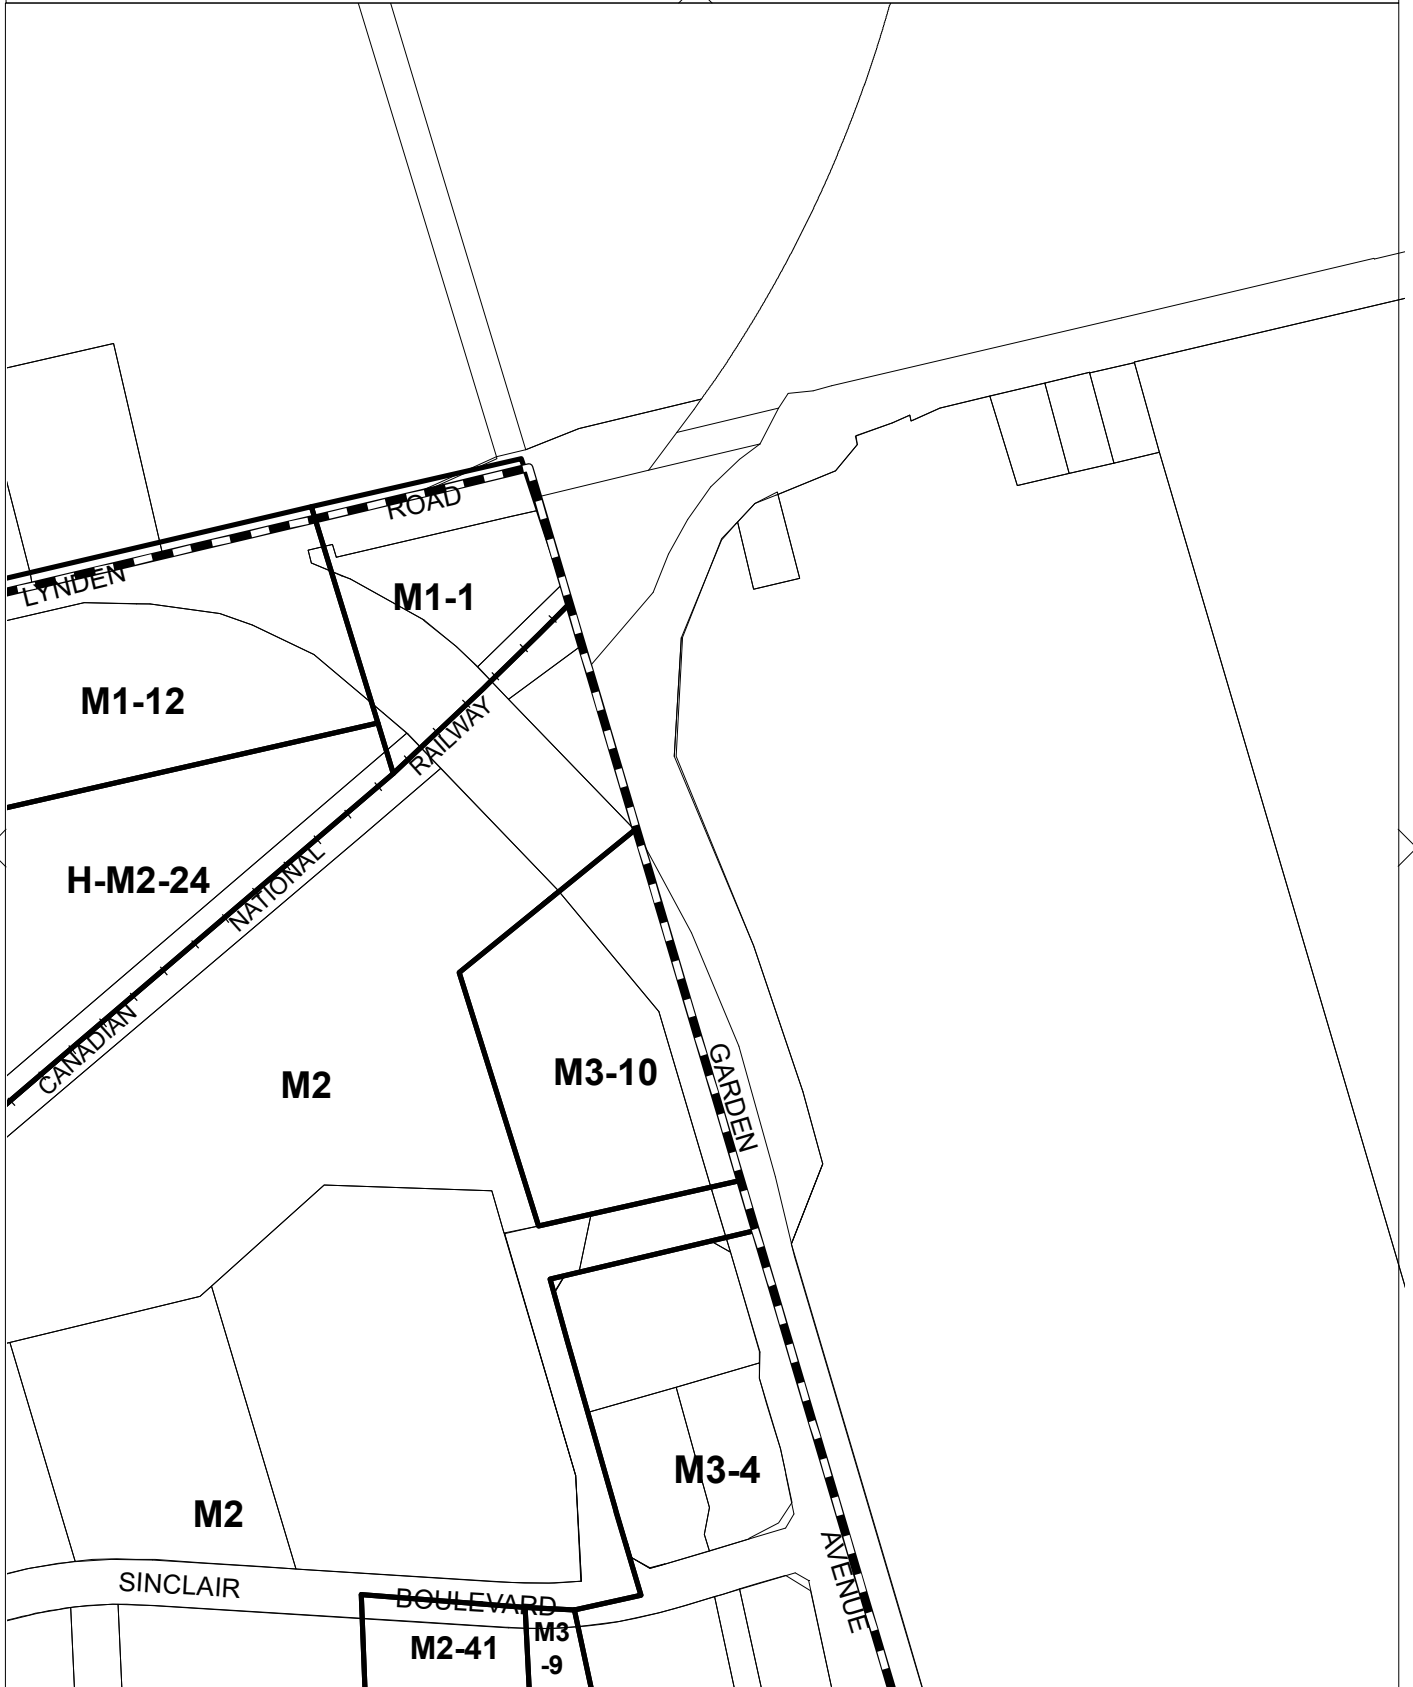 ROAD
LYNDEN
M1-1
M1-12
RAILWAY
H-M2-24
NATIONAL
CANADIAN
M2
M3-10
GARDEN
M3-4
M2
AVENUE
SINCLAIR
BOULEVARD
M2-41
M3
-9